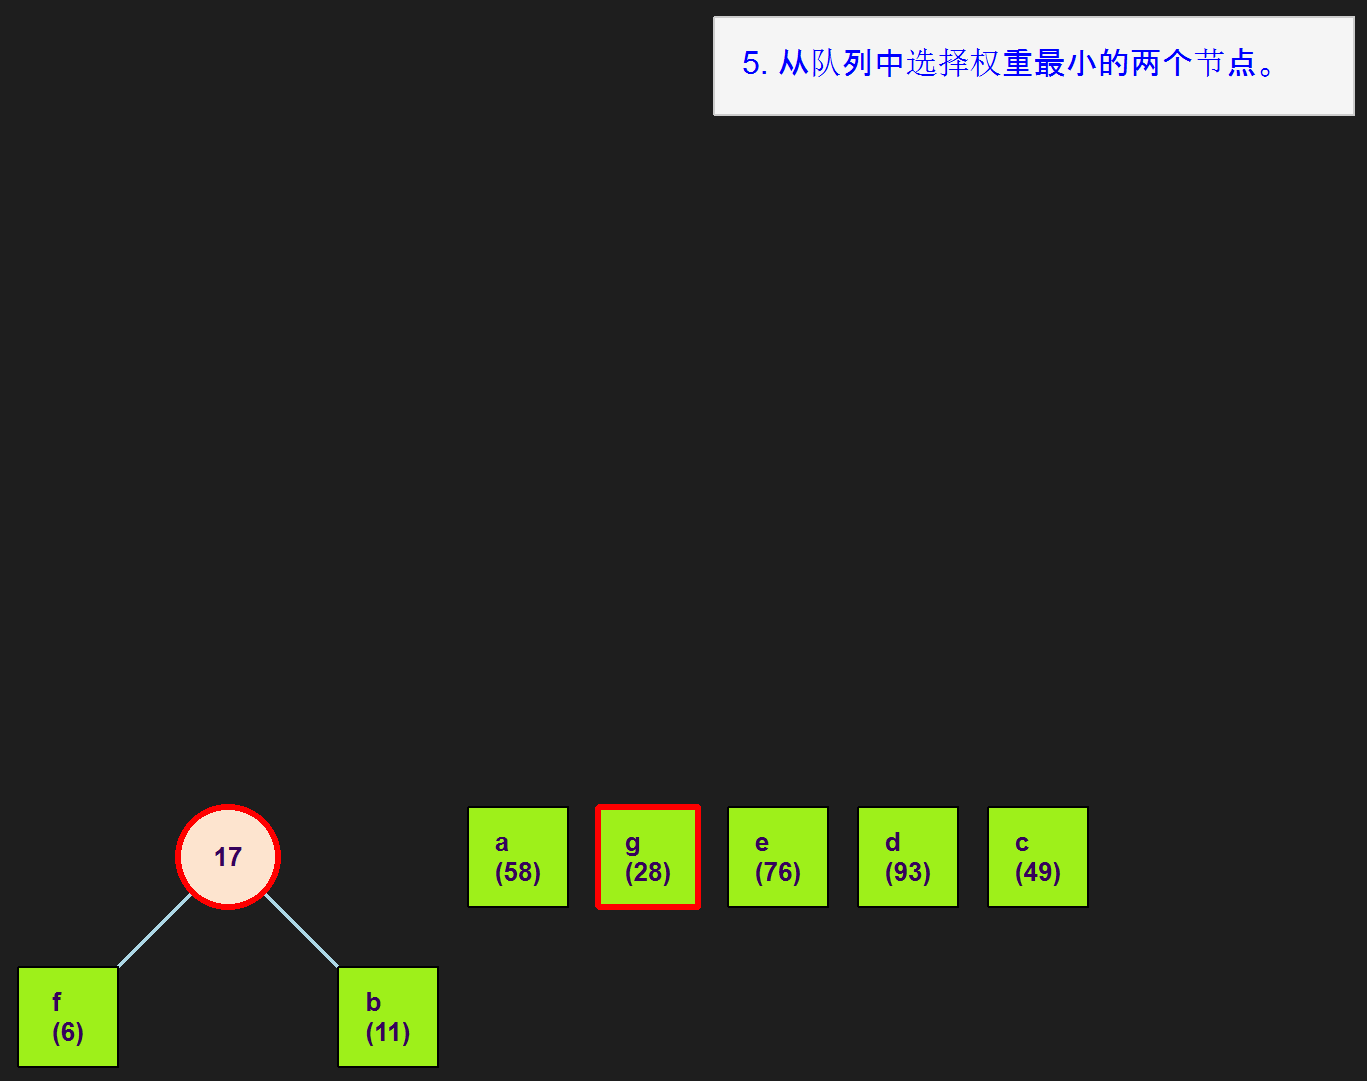 5. 从队列中选择权重最小的两个节点。
17
a
(58)
g
(28)
e
(76)
d
(93)
c
(49)
f
(6)
b
(11)